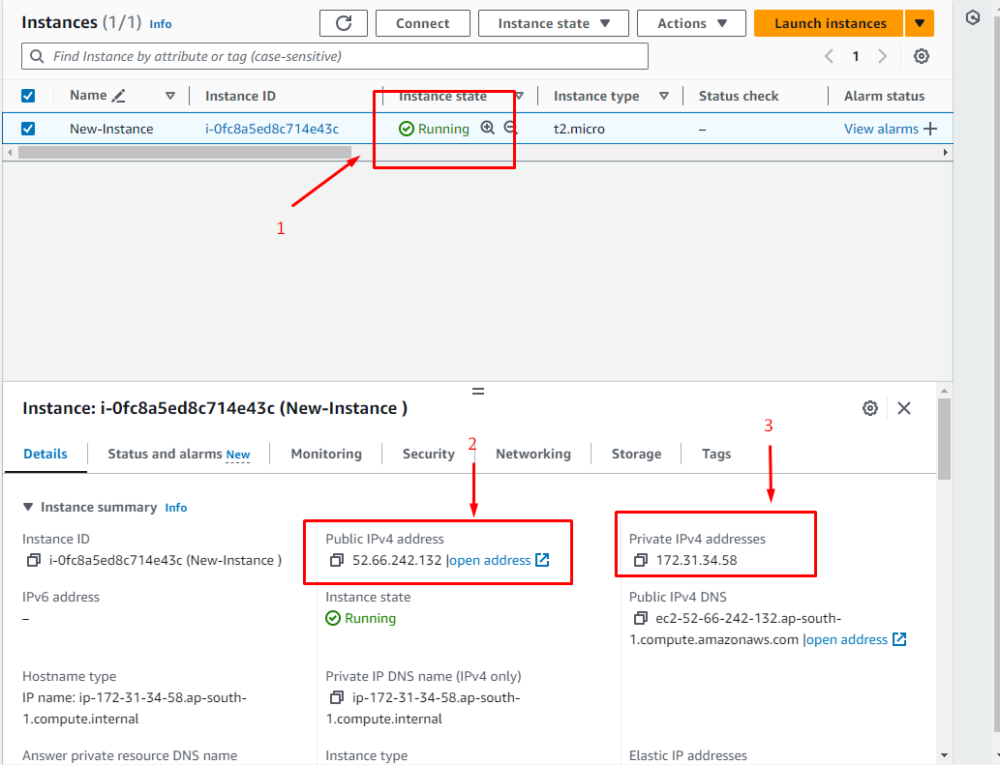 Instances (1/1) Info
Connect
Instance state
Actions
Launch instances
Find Instance by attribute or tag (case-sensitive)
1
Name
Instance ID
Instance state
Instance type
Status check
Alarm status
New-Instance
i-0fc8a5ed8c714e43c
Running
t2.micro
–
View alarms
1
Instance: i-0fc8a5ed8c714e43c (New-Instance )
2
3
Details
Status and alarms New
Monitoring
Security
Networking
Storage
Tags
Instance summary Info
Instance ID
i-0fc8a5ed8c714e43c (New-Instance )
Public IPv4 address
52.66.242.132 |open address
Private IPv4 addresses
172.31.34.58
IPv6 address
–
Instance state
Running
Public IPv4 DNS
ec2-52-66-242-132.ap-south-
1.compute.amazonaws.com |open address
Hostname type
IP name: ip-172-31-34-58.ap-south-
1.compute.internal
Private IP DNS name (IPv4 only)
ip-172-31-34-58.ap-south-
1.compute.internal
Answer private resource DNS name
Instance type
Elastic IP addresses